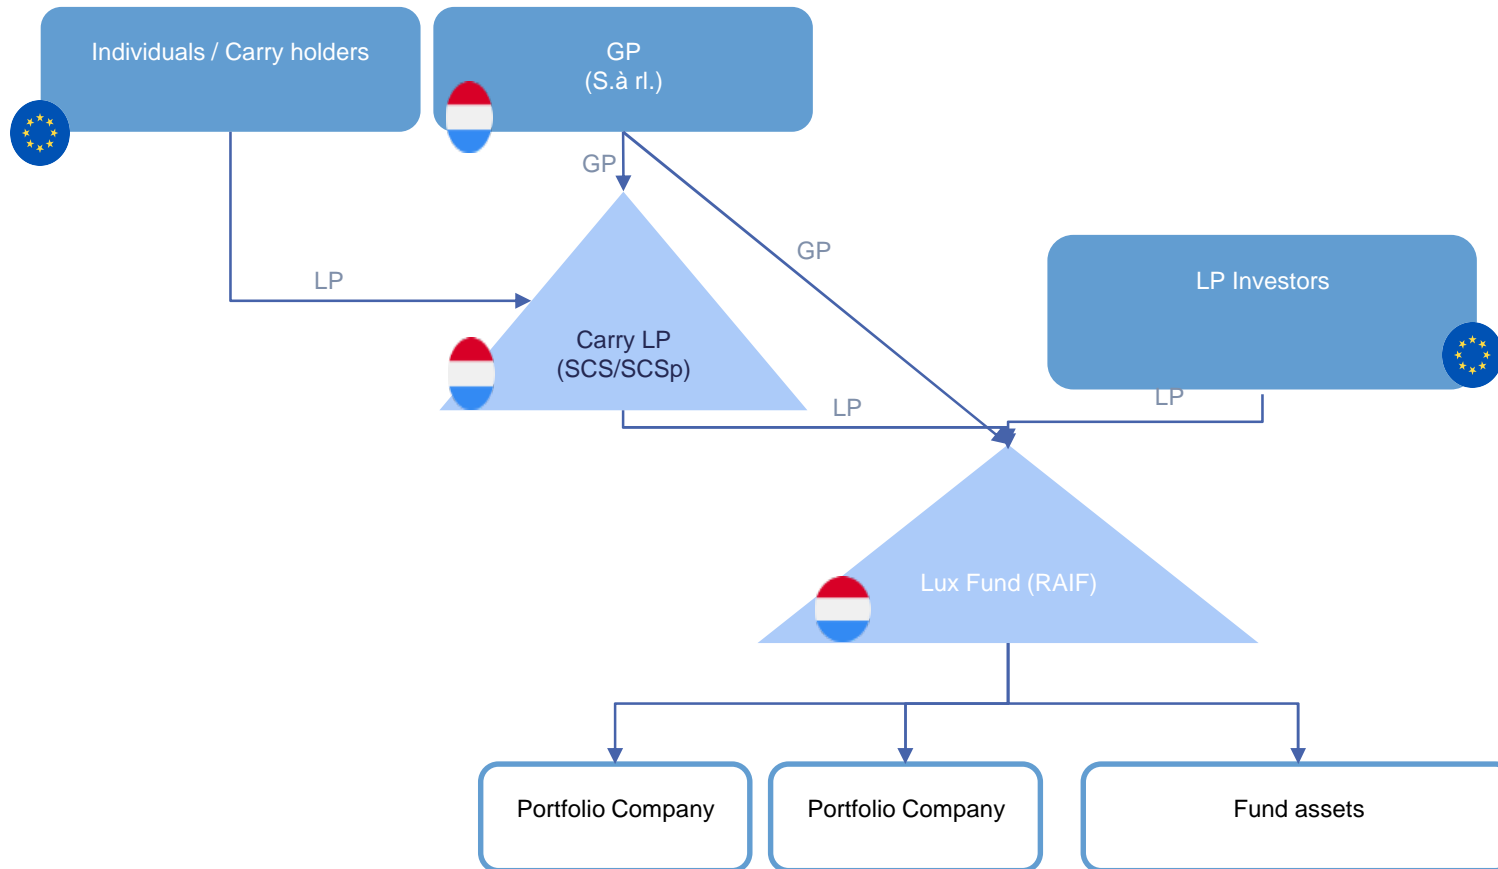 Individuals / Carry holders
GP
(S.à rl.)
GP
GP
LP
LP Investors
Carry LP
(SCS/SCSp)
LP
LP
Lux Fund (RAIF)
Portfolio Company
Portfolio Company
Fund assets